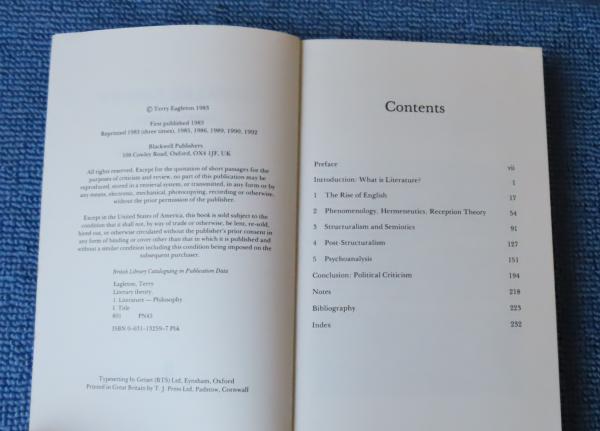 © Terry Eagleton 1983
First published 1983
Reprinted 1983 (three times), 1985, 1986, 1989, 1990, 1992
Blackwell Publishers
108 Cowley Road, Oxford, OX4 1JF, UK
All rights reserved. Except for the quotation of short passages for the
purposes of criticism and review, no part of this publication may be
reproduced, stored in a retrieval system, or transmitted, in any form or by
any means, electronic, mechanical, photocopying, recording or otherwise,
without the prior permission of the publisher.
Except in the United States of America, this book is sold subject to the
condition that it shall not, by way of trade or otherwise, be lent, re-sold,
hired out, or otherwise circulated without the publisher's prior consent in
any form of binding or cover other than that in which it is published and
without a similar condition including this condition being imposed on the
subsequent purchaser.
British Library Cataloguing in Publication Data
Eagleton, Terry
Literary theory.
1. Literature — Philosophy
I. Title
801 PN45
ISBN 0-631-13259-7 Pbk
Typesetting by Getset (BTS) Ltd, Eynsham, Oxford
Printed in Great Britain by T. J. Press Ltd, Padstow, Cornwall
Contents
Preface vii
Introduction: What is Literature? 1
1 The Rise of English 17
2 Phenomenology, Hermeneutics, Reception Theory 54
3 Structuralism and Semiotics 91
4 Post-Structuralism 127
5 Psychoanalysis 151
Conclusion: Political Criticism 194
Notes 218
Bibliography 223
Index 232